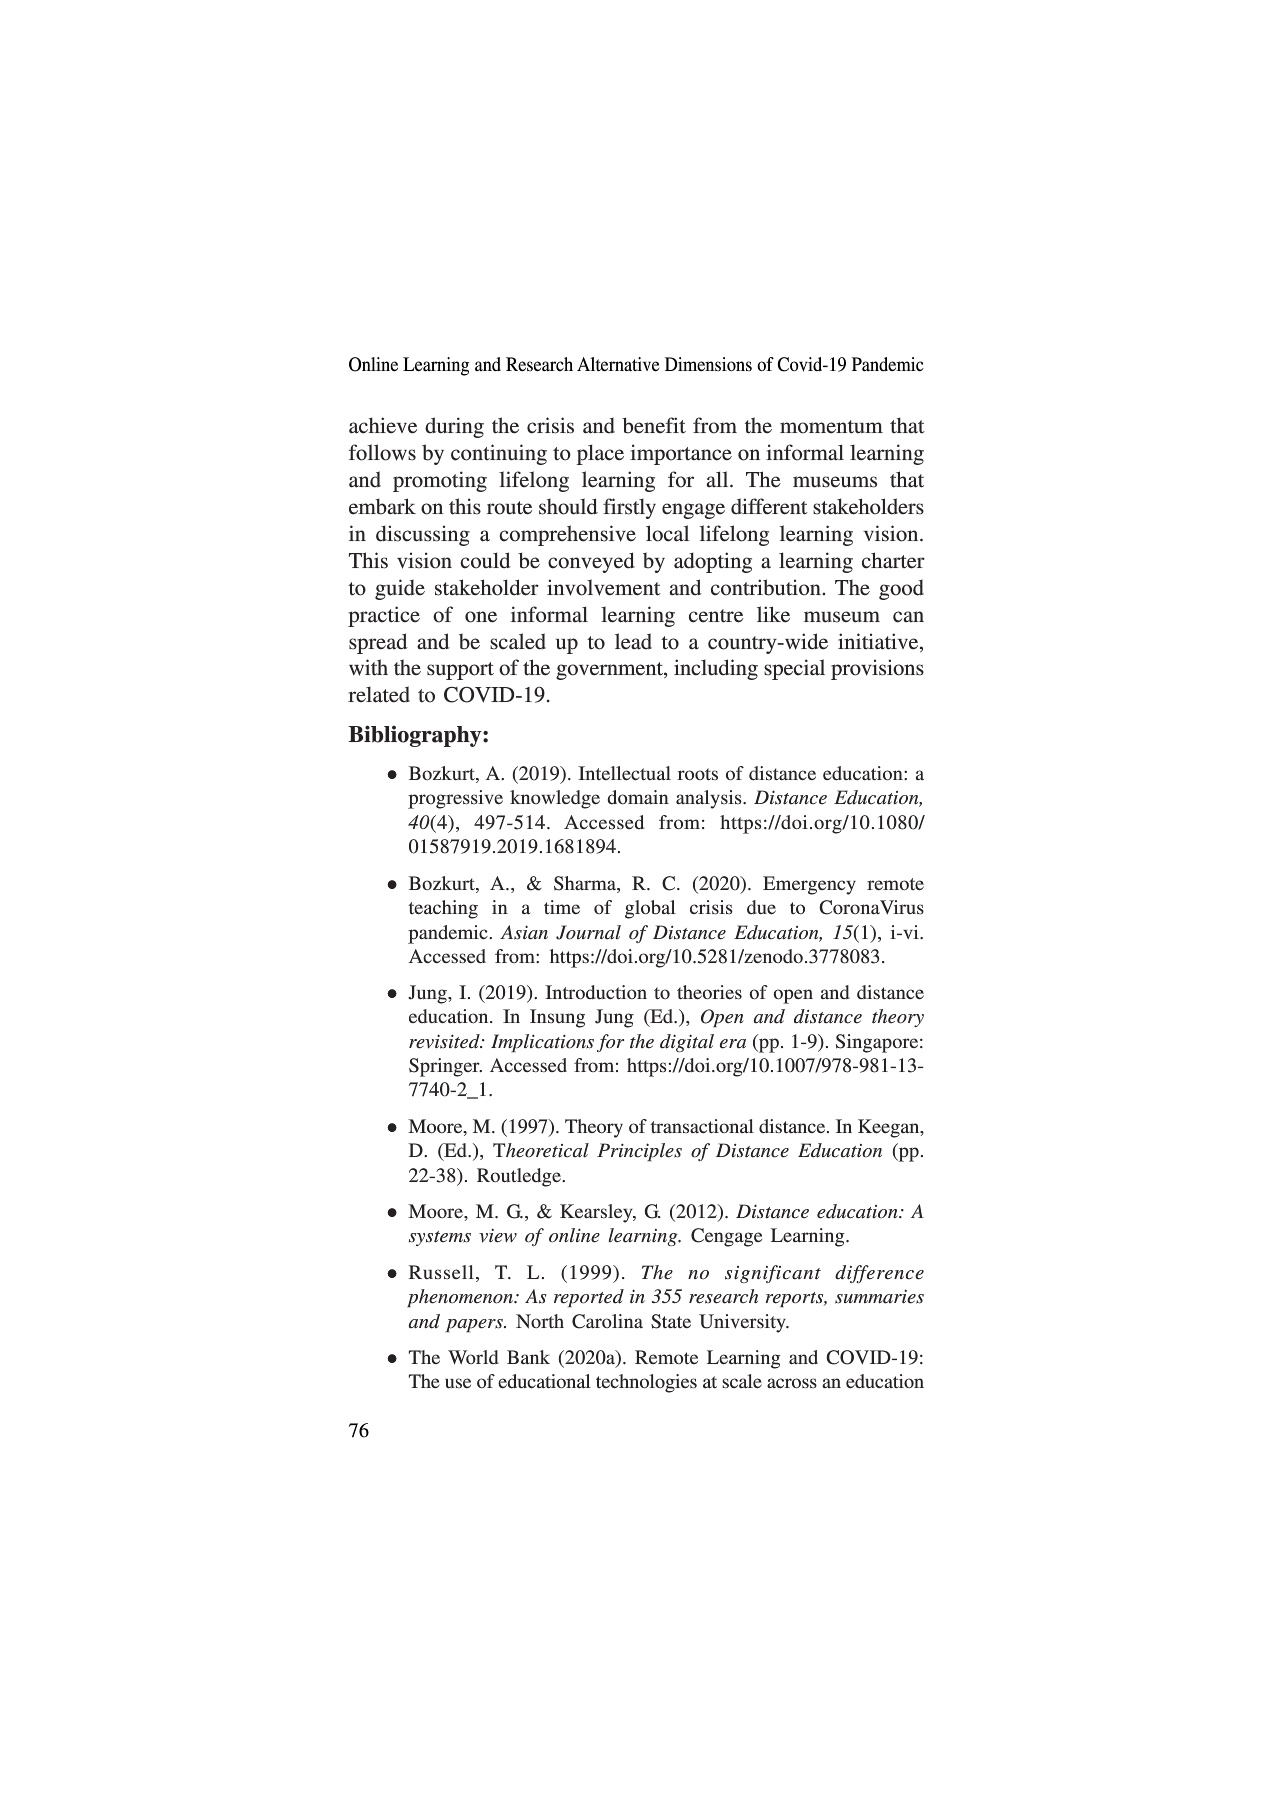 Online Learning and Research Alternative Dimensions of Covid-19 Pandemic
achieve during the crisis and benefit from the momentum that
follows by continuing to place importance on informal learning
and promoting lifelong learning for all. The museums that
embark on this route should firstly engage different stakeholders
in discussing a comprehensive local lifelong learning vision.
This vision could be conveyed by adopting a learning charter
to guide stakeholder involvement and contribution. The good
practice of one informal learning centre like museum can
spread and be scaled up to lead to a country-wide initiative,
with the support of the government, including special provisions
related to COVID-19.
Bibliography:
● Bozkurt, A. (2019). Intellectual roots of distance education: a
progressive knowledge domain analysis. Distance Education,
40(4), 497-514. Accessed from: https://doi.org/10.1080/
01587919.2019.1681894.
● Bozkurt, A., & Sharma, R. C. (2020). Emergency remote
teaching in a time of global crisis due to CoronaVirus
pandemic. Asian Journal of Distance Education, 15(1), i-vi.
Accessed from: https://doi.org/10.5281/zenodo.3778083.
● Jung, I. (2019). Introduction to theories of open and distance
education. In Insung Jung (Ed.), Open and distance theory
revisited: Implications for the digital era (pp. 1-9). Singapore:
Springer. Accessed from: https://doi.org/10.1007/978-981-13-
7740-2_1.
● Moore, M. (1997). Theory of transactional distance. In Keegan,
D. (Ed.), Theoretical Principles of Distance Education (pp.
22-38). Routledge.
● Moore, M. G., & Kearsley, G. (2012). Distance education: A
systems view of online learning. Cengage Learning.
● Russell, T. L. (1999). The no significant difference
phenomenon: As reported in 355 research reports, summaries
and papers. North Carolina State University.
● The World Bank (2020a). Remote Learning and COVID-19:
The use of educational technologies at scale across an education
76